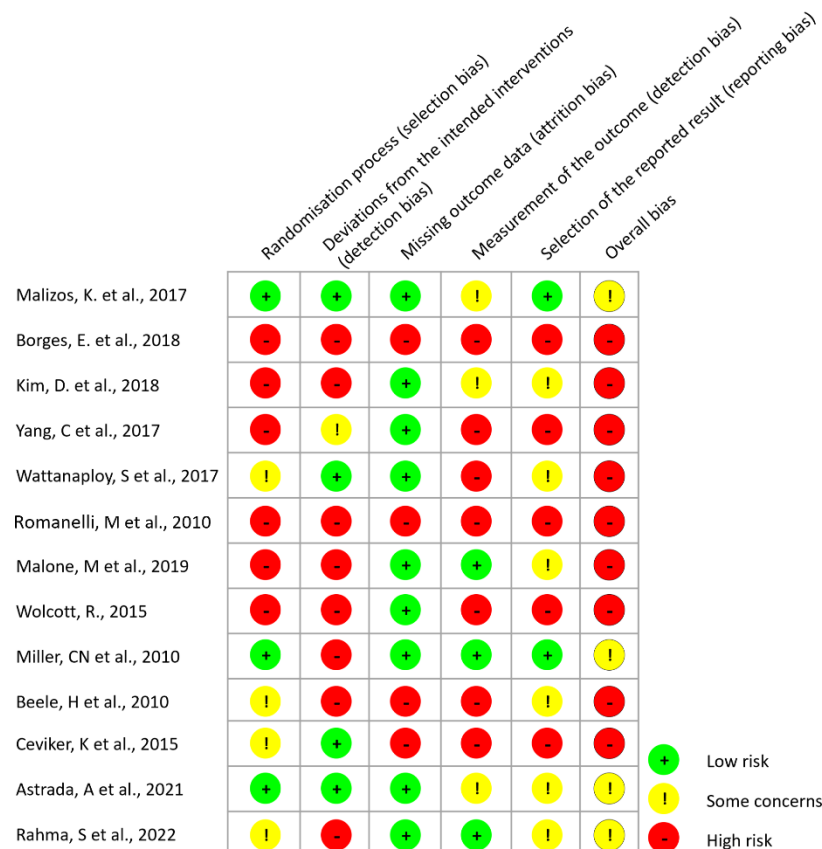 Randomisation process (selection bias)
Deviations from the intended interventions
(detection bias)
Missing outcome data (attrition bias)
Measurement of the outcome (detection bias)
Selection of the reported result (reporting bias)
Overall bias
Malizos, K. et al., 2017 + + + ! + !
Borges, E. et al., 2018 - - - - - -
Kim, D. et al., 2018 - - + ! ! -
Yang, C et al., 2017 - ! + - - -
Wattanaploy, S et al., 2017 ! + + - ! -
Romanelli, M et al., 2010 - - - - - -
Malone, M et al., 2019 - - + + ! -
Wolcott, R., 2015 - - + - - -
Miller, CN et al., 2010 + - + + + !
Beele, H et al., 2010 ! - - - ! -
Ceviker, K et al., 2015 ! + - - - -
Astrada, A et al., 2021 + + + ! ! !
Rahma, S et al., 2022 ! - + + ! !
+ Low risk
! Some concerns
- High risk